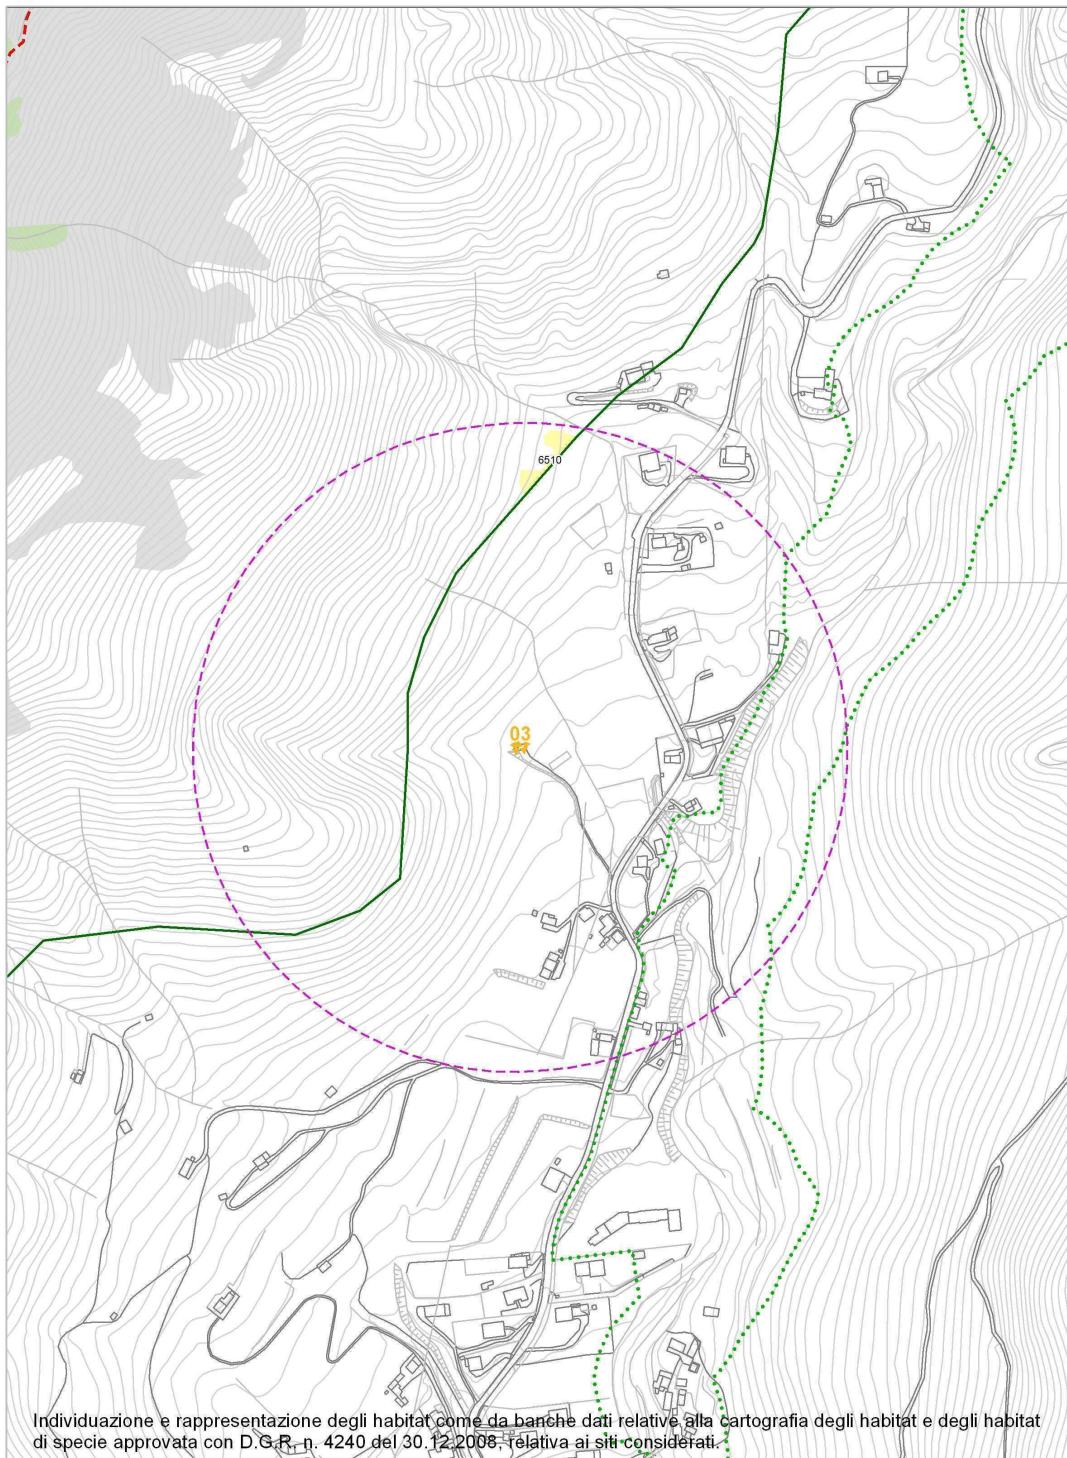 6510
03
Individuazione e rappresentazione degli habitat come da banche dati relative alla cartografia degli habitat e degli habitat
di specie approvata con D.G.R. n. 4240 del 30.12.2008, relativa ai siti considerati.